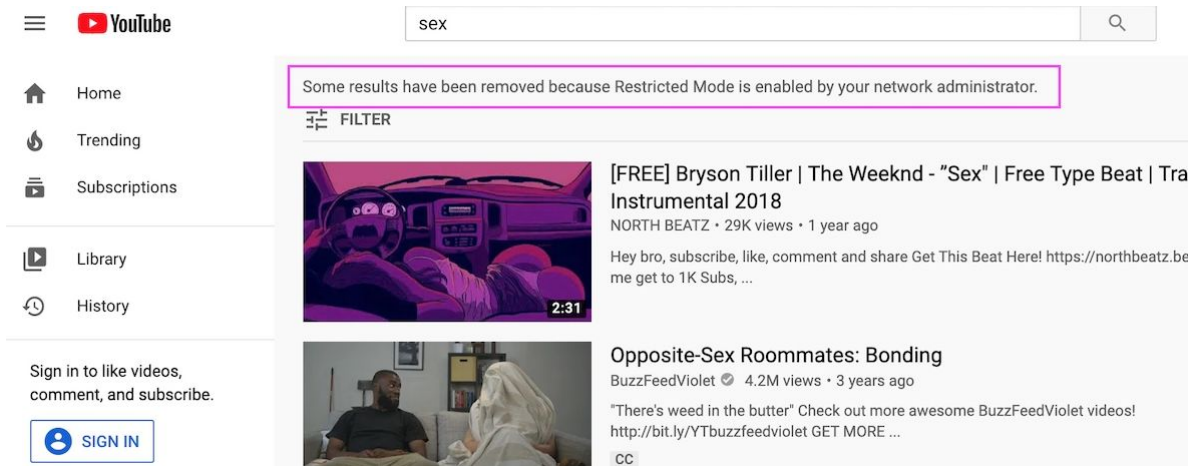 YouTube
sex
Home
Trending
Subscriptions
Library
History
Sign in to like videos,
comment, and subscribe.
SIGN IN
Some results have been removed because Restricted Mode is enabled by your network administrator.
FILTER
2:31
[FREE] Bryson Tiller | The Weeknd - ”Sex" | Free Type Beat | Tra
Instrumental 2018
NORTH BEATZ • 29K views • 1 year ago
Hey bro, subscribe, like, comment and share Get This Beat Here! https://northbeatz.be
me get to 1K Subs, ...
Opposite-Sex Roommates: Bonding
BuzzFeedViolet 4.2M views • 3 years ago
"There's weed in the butter" Check out more awesome BuzzFeedViolet videos!
http://bit.ly/YTbuzzfeedviolet GET MORE ...
CC